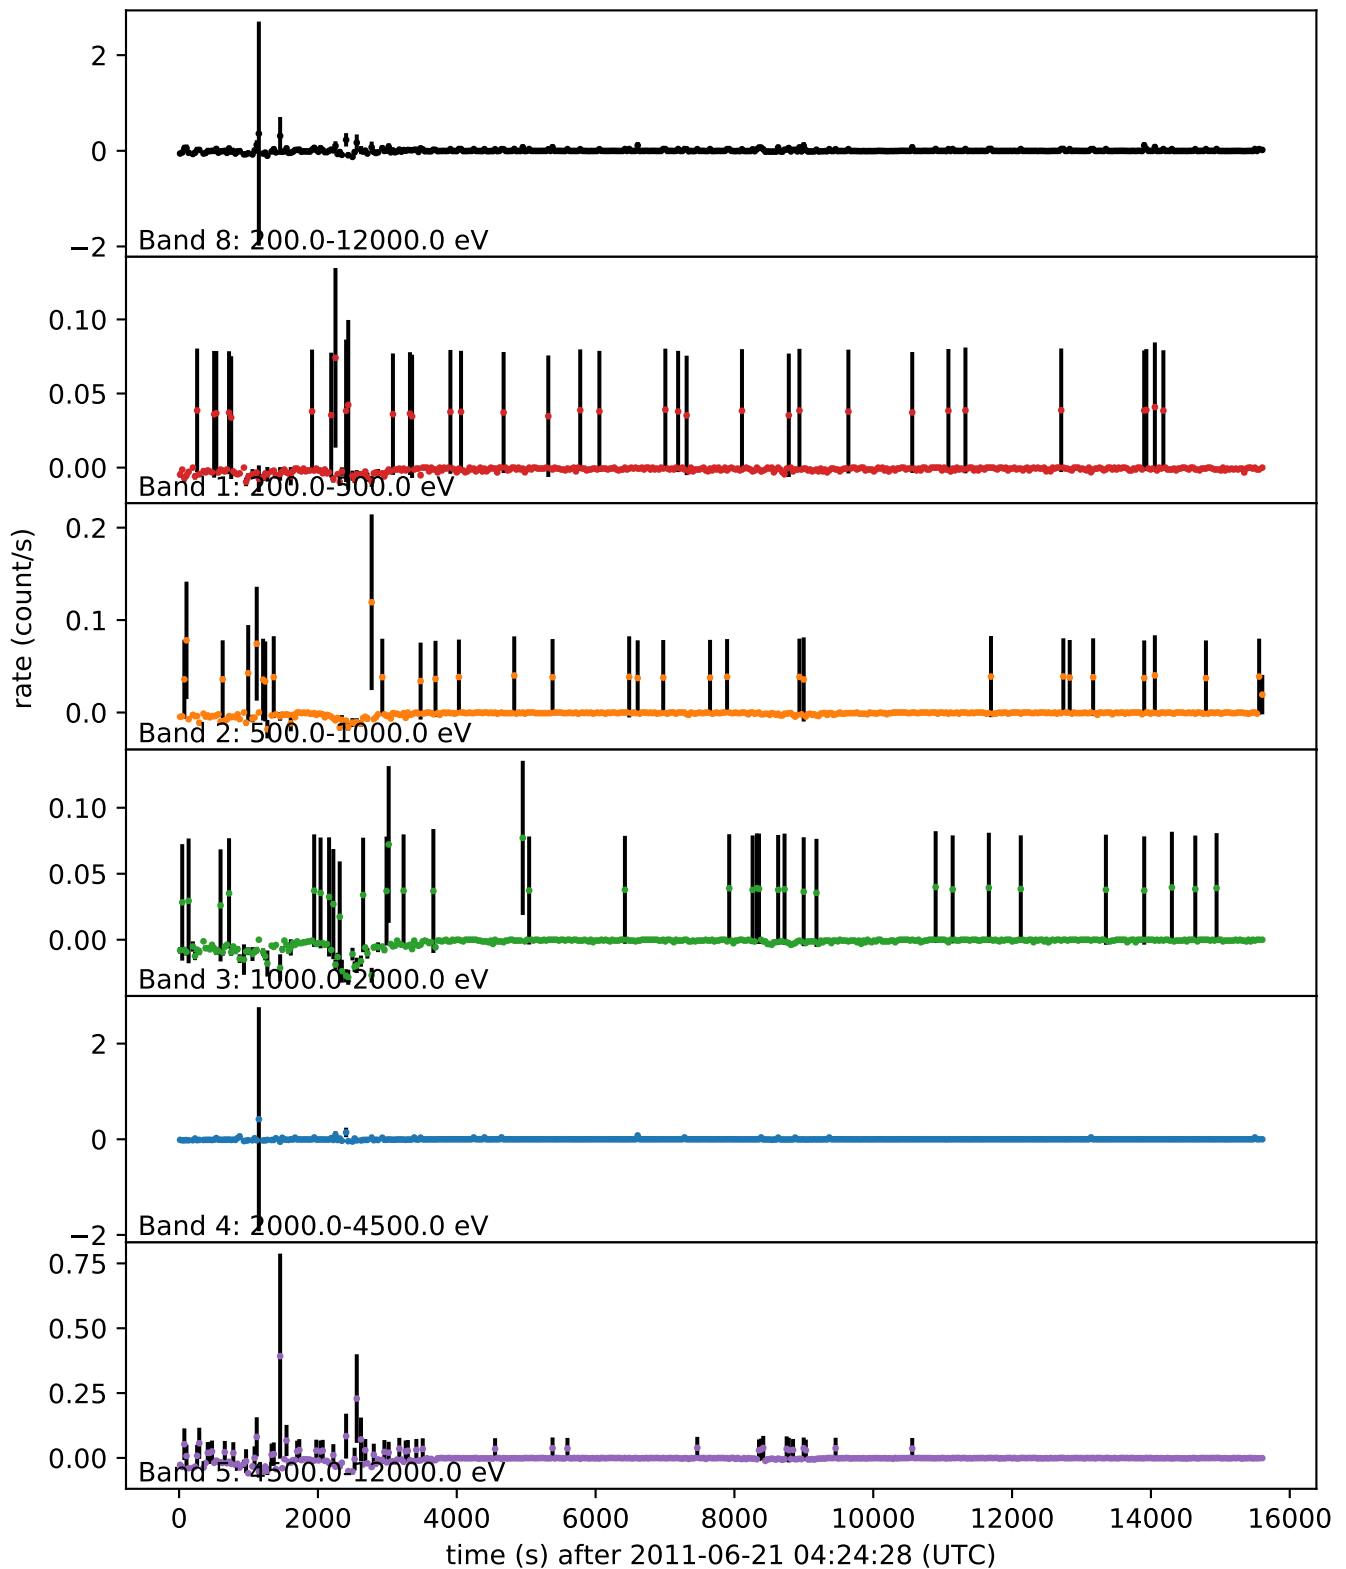 2
0
−2
Band 8: 200.0-12000.0 eV
0.10
0.05
0.00
Band 1: 200.0-500.0 eV
rate (count/s)
0.2
0.1
0.0
Band 2: 500.0-1000.0 eV
0.10
0.05
0.00
Band 3: 1000.0-2000.0 eV
2
0
−2
Band 4: 2000.0-4500.0 eV
0.75
0.50
0.25
0.00
Band 5: 4500.0-12000.0 eV
0 2000 4000 6000 8000 10000 12000 14000 16000
time (s) after 2011-06-21 04:24:28 (UTC)